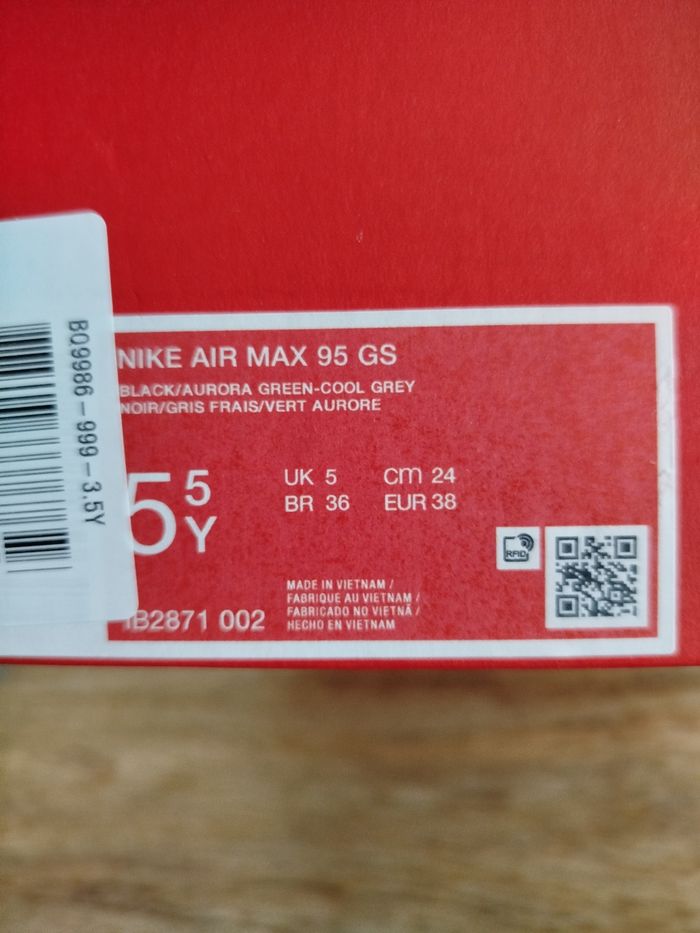 BQ9986-999-3.5Y
NIKE AIR MAX 95 GS
BLACK/AURORA GREEN-COOL GREY
NOIR/GRIS FRAIS/VERT AURORE
5 5 Y
UK 5 cm 24
BR 36 EUR 38
RFID
MADE IN VIETNAM /
FABRIQUE AU VIETNAM /
FABRICADO NO VIETNÃ /
HECHO EN VIETNAM
IB2871 002